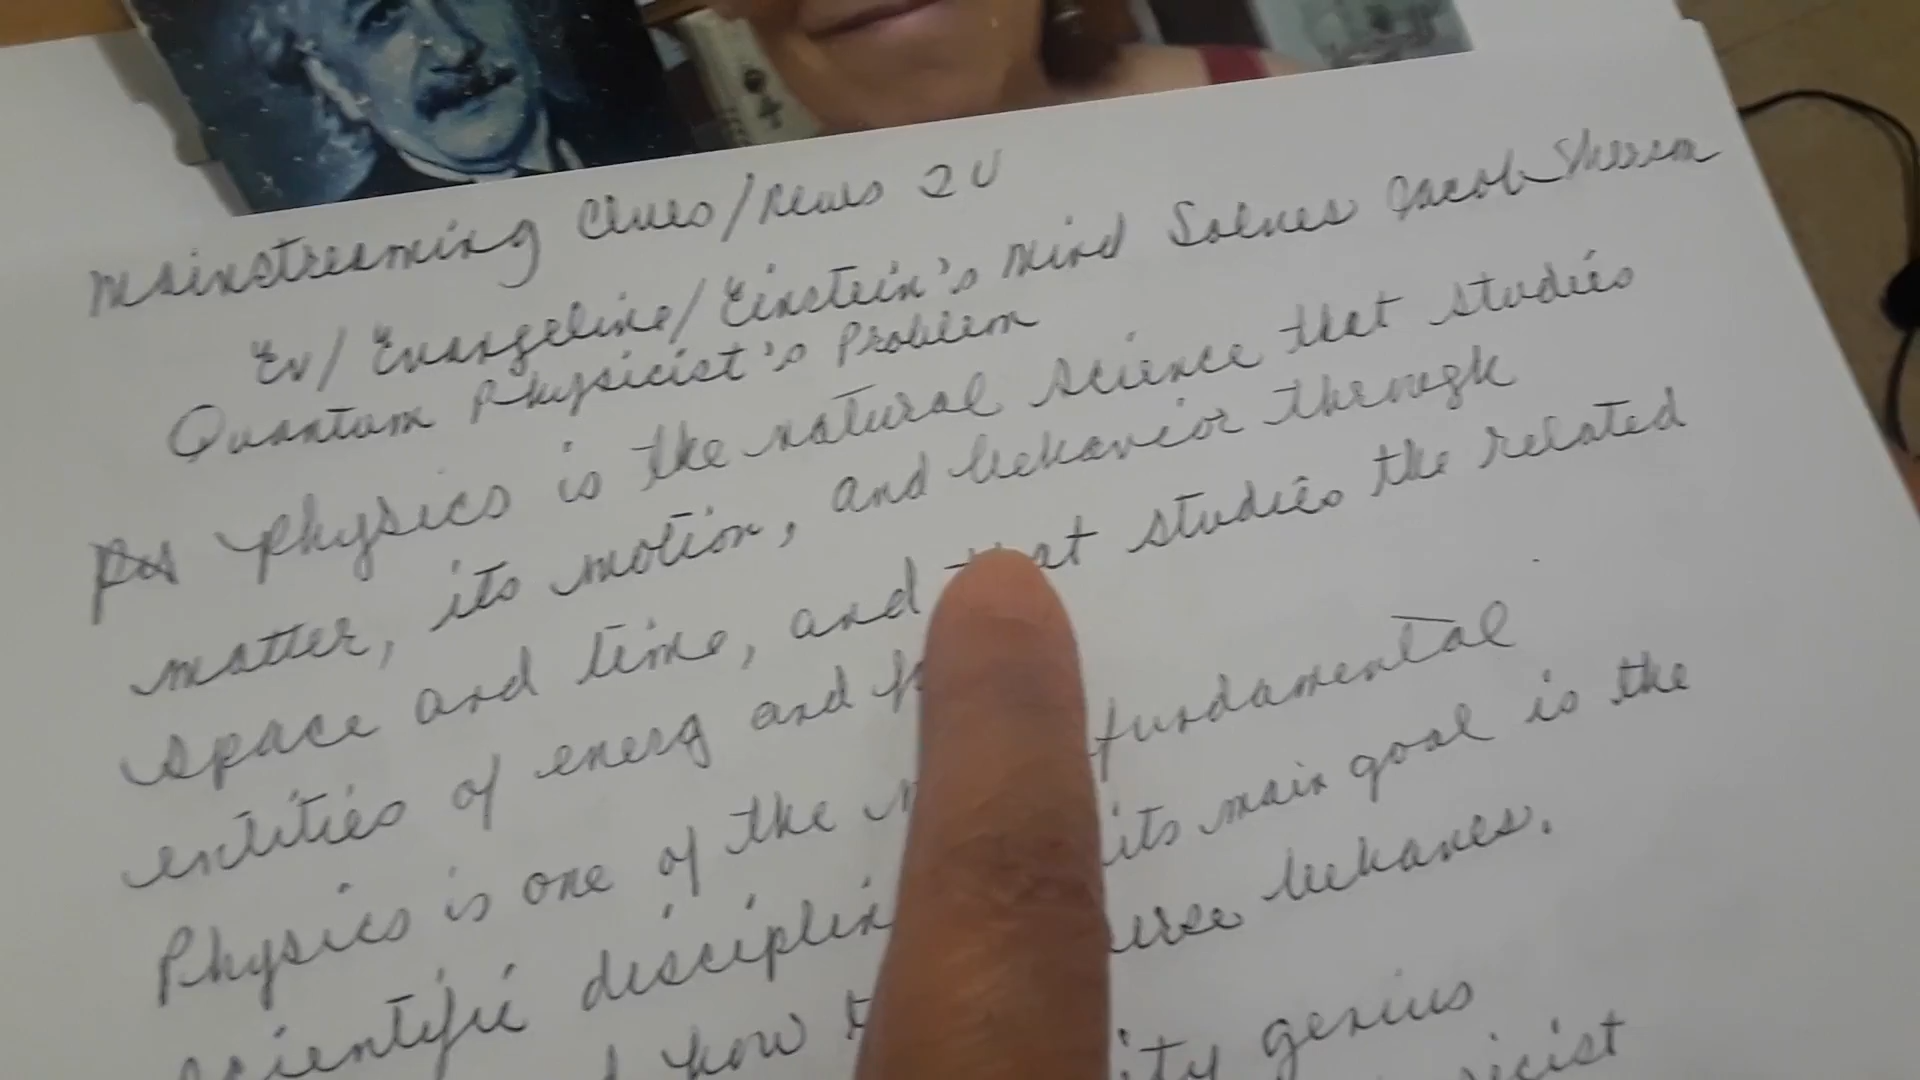 Mainstreaming Clues/News 2U
Ev/Evangeline/Einstein's Mind Solves Jacob Sherem
Quantum Physicist's Problem
Physics is the natural science that studies
matter, its motion, and behavior through
space and time, and that studies the related
entities of energ and
Physics is one of the fundamental
scientific its main goal is the
how behaves.
genius